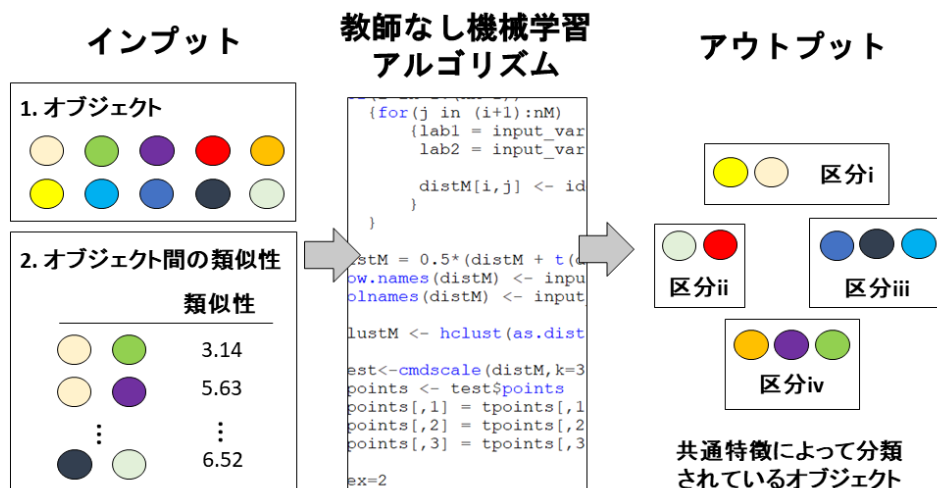 インプット
教師なし機械学習
アルゴリズム
アウトプット
1. オブジェクト
2. オブジェクト間の類似性
類似性
3.14
5.63
⋮
⋮
6.52
{for(j in (i+1):nM)
{lab1 = input_var
lab2 = input_var
distM[i,j] <- id
}
}
stM = 0.5*(distM + t(d
ow.names(distM) <- inpu
olnames(distM) <- input_
lustM <- hclust(as.dist
est<-cmdscale(distM,k=3
points <- test$points
points[,1] = tpoints[,1
points[,2] = tpoints[,2
points[,3] = tpoints[,3
ex=2
区分i
区分ii
区分iii
区分iv
共通特徴によって分類
されているオブジェクト